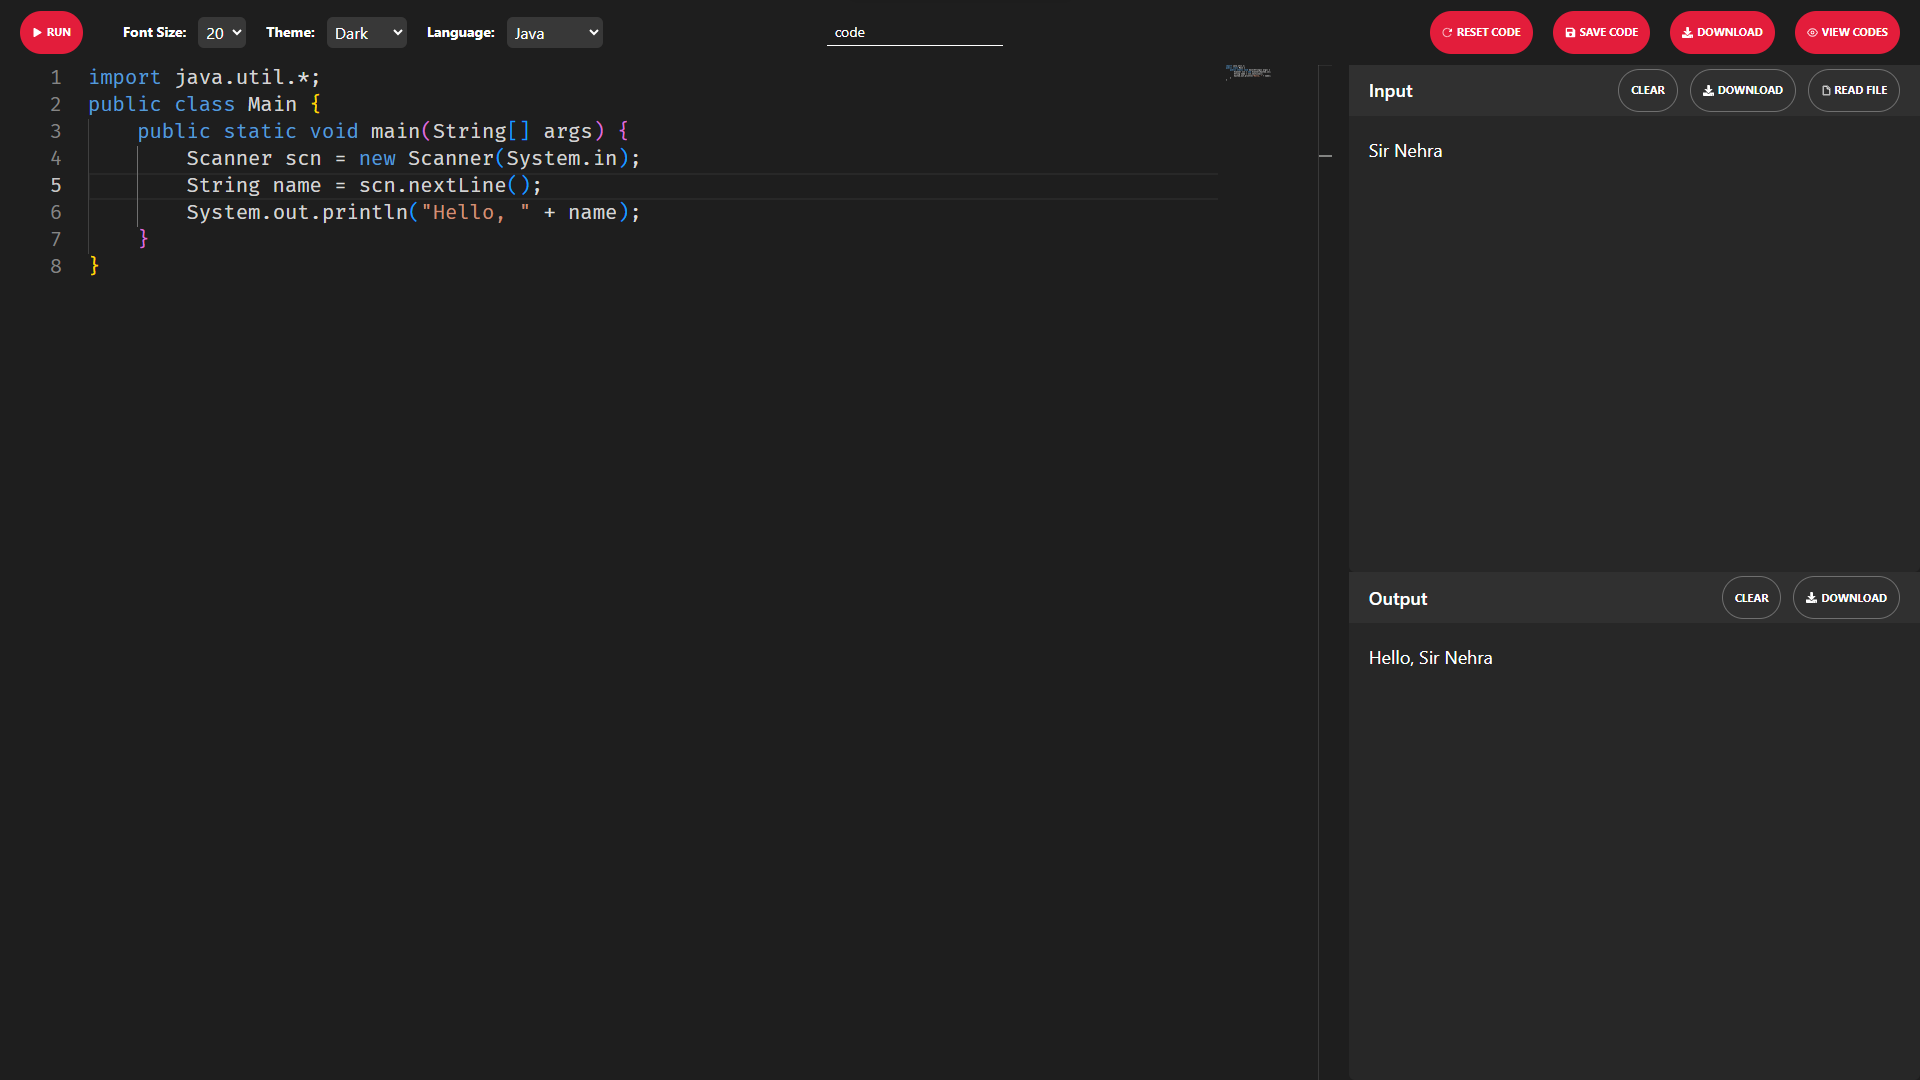 RUN Font Size: 20 Theme: Dark Language: Java code RESET CODE SAVE CODE DOWNLOAD VIEW CODES
1 import java.util.*;
2 public class Main {
3     public static void main(String[] args) {
4         Scanner scn = new Scanner(System.in);
5         String name = scn.nextLine();
6         System.out.println("Hello, " + name);
7     }
8 }
Input CLEAR DOWNLOAD READ FILE
Sir Nehra
Output CLEAR DOWNLOAD
Hello, Sir Nehra